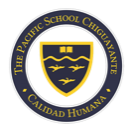 THE PACIFIC SCHOOL CHIGUAYANTE
· CALIDAD HUMANA ·